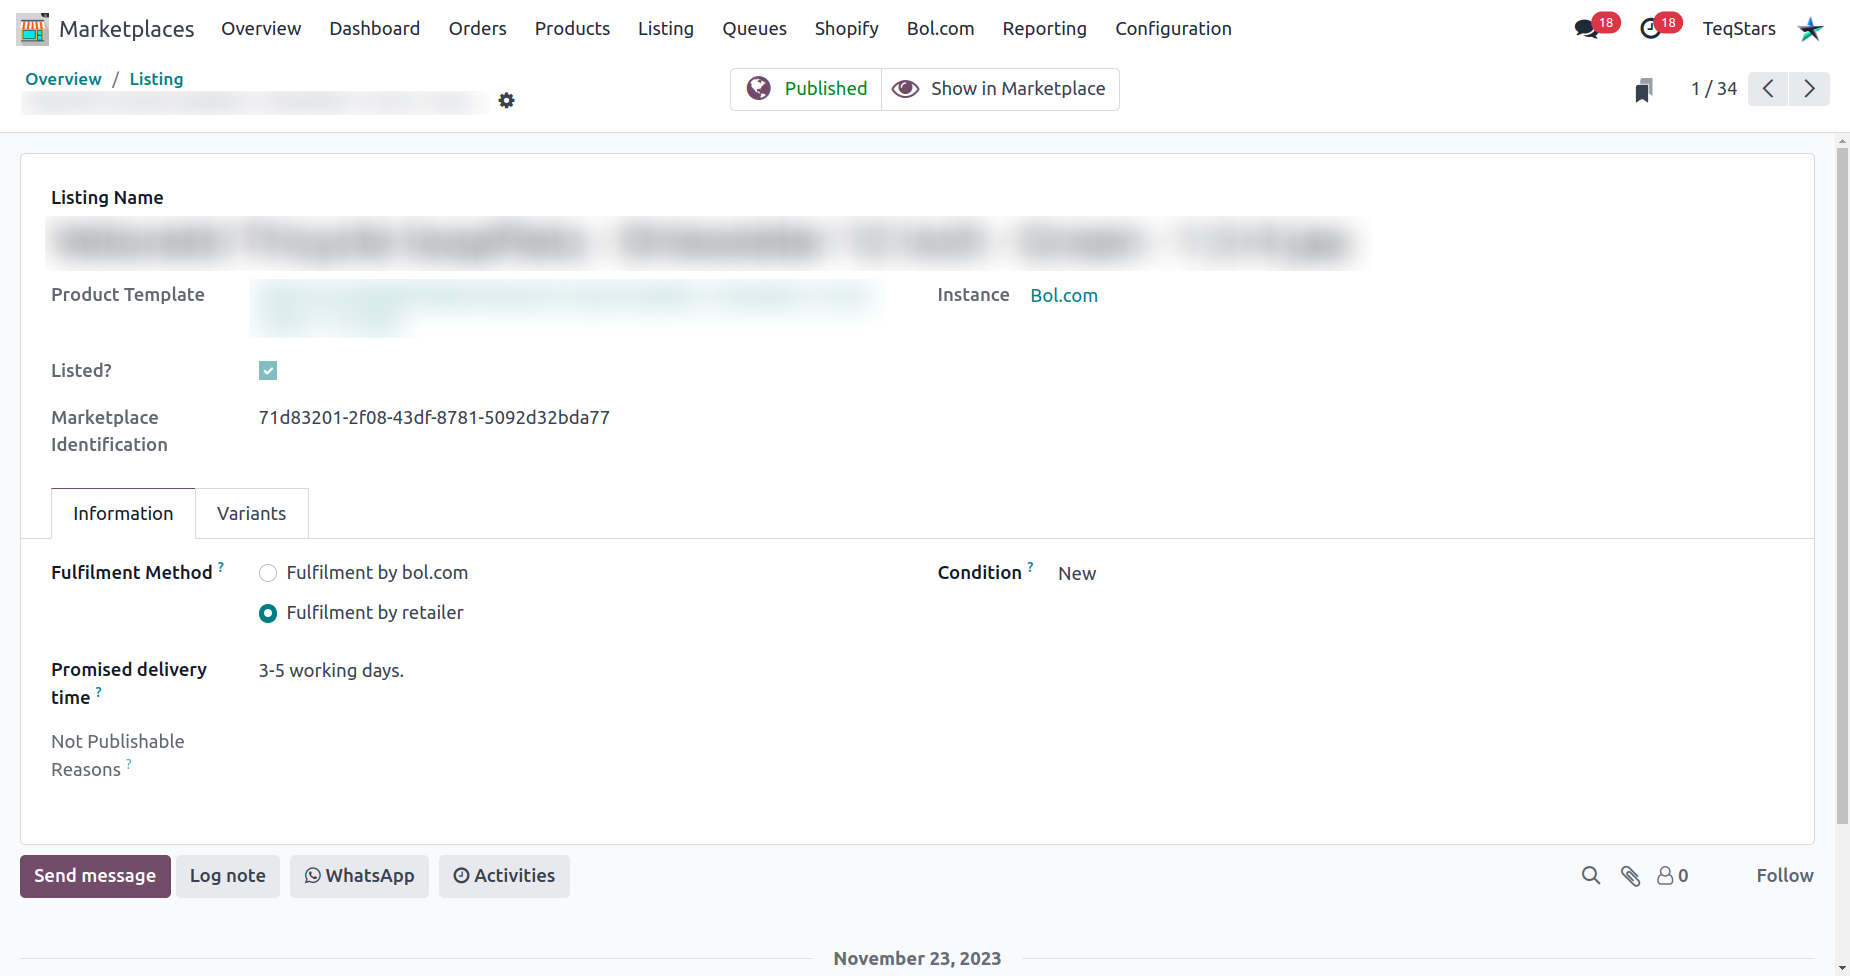 Marketplaces Overview Dashboard Orders Products Listing Queues Shopify Bol.com Reporting Configuration 18 18 TeqStars
Overview / Listing
Published Show in Marketplace 1 / 34
Listing Name
Product Template
Instance Bol.com
Listed?
Marketplace Identification 71d83201-2f08-43df-8781-5092d32bda77
Information Variants
Fulfilment Method ? Fulfilment by bol.com
Condition ? New
Fulfilment by retailer
Promised delivery time ? 3-5 working days.
Not Publishable
Reasons ?
Send message Log note WhatsApp Activities 0 Follow
November 23, 2023